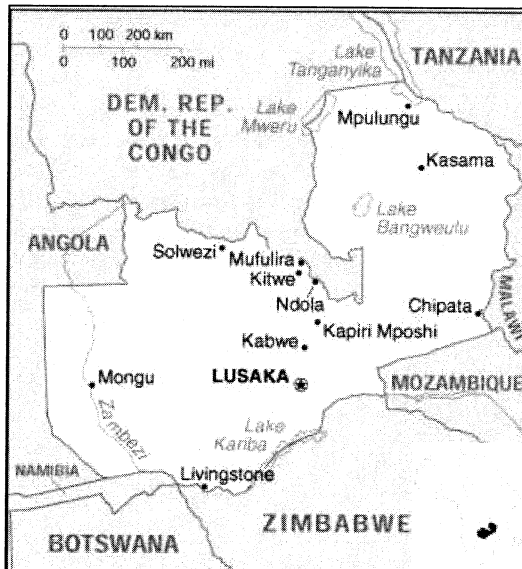 0 100 200 km
0 100 200 mi
Lake
Tanganyika
TANZANIA
DEM. REP.
OF THE
CONGO
Lake
Mweru
Mpulungu
Kasama
Lake
Bangweulu
ANGOLA
Solwezi
Mufulira
Kitwe
Ndola
Chipata
MALAWI
Kapiri Mposhi
Kabwe
Mongu
LUSAKA
MOZAMBIQUE
Zambezi
Lake
Kariba
NAMIBIA
Livingstone
ZIMBABWE
BOTSWANA